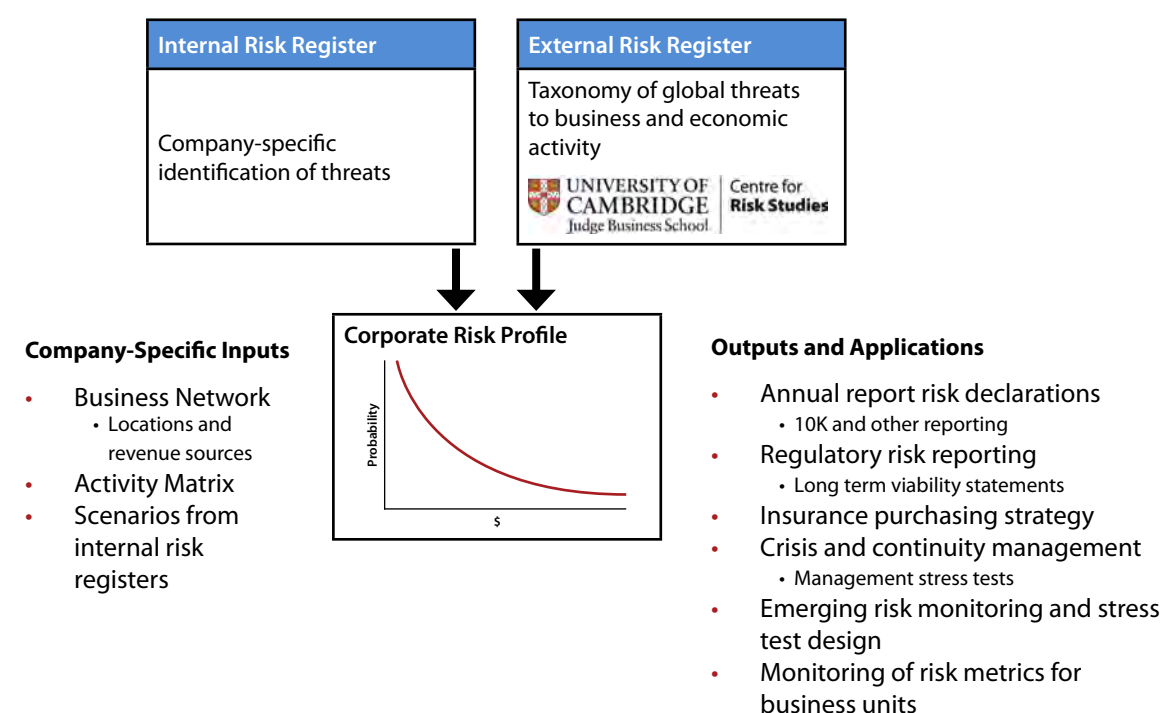 Internal Risk Register
Company-specific
identification of threats
External Risk Register
Taxonomy of global threats
to business and economic
activity
UNIVERSITY OF
CAMBRIDGE
Judge Business School
Centre for
Risk Studies
Company-Specific Inputs
• Business Network
• Locations and
revenue sources
• Activity Matrix
• Scenarios from
internal risk
registers
Corporate Risk Profile
Probability
$
Outputs and Applications
• Annual report risk declarations
• 10K and other reporting
• Regulatory risk reporting
• Long term viability statements
• Insurance purchasing strategy
• Crisis and continuity management
• Management stress tests
• Emerging risk monitoring and stress
test design
• Monitoring of risk metrics for
business units